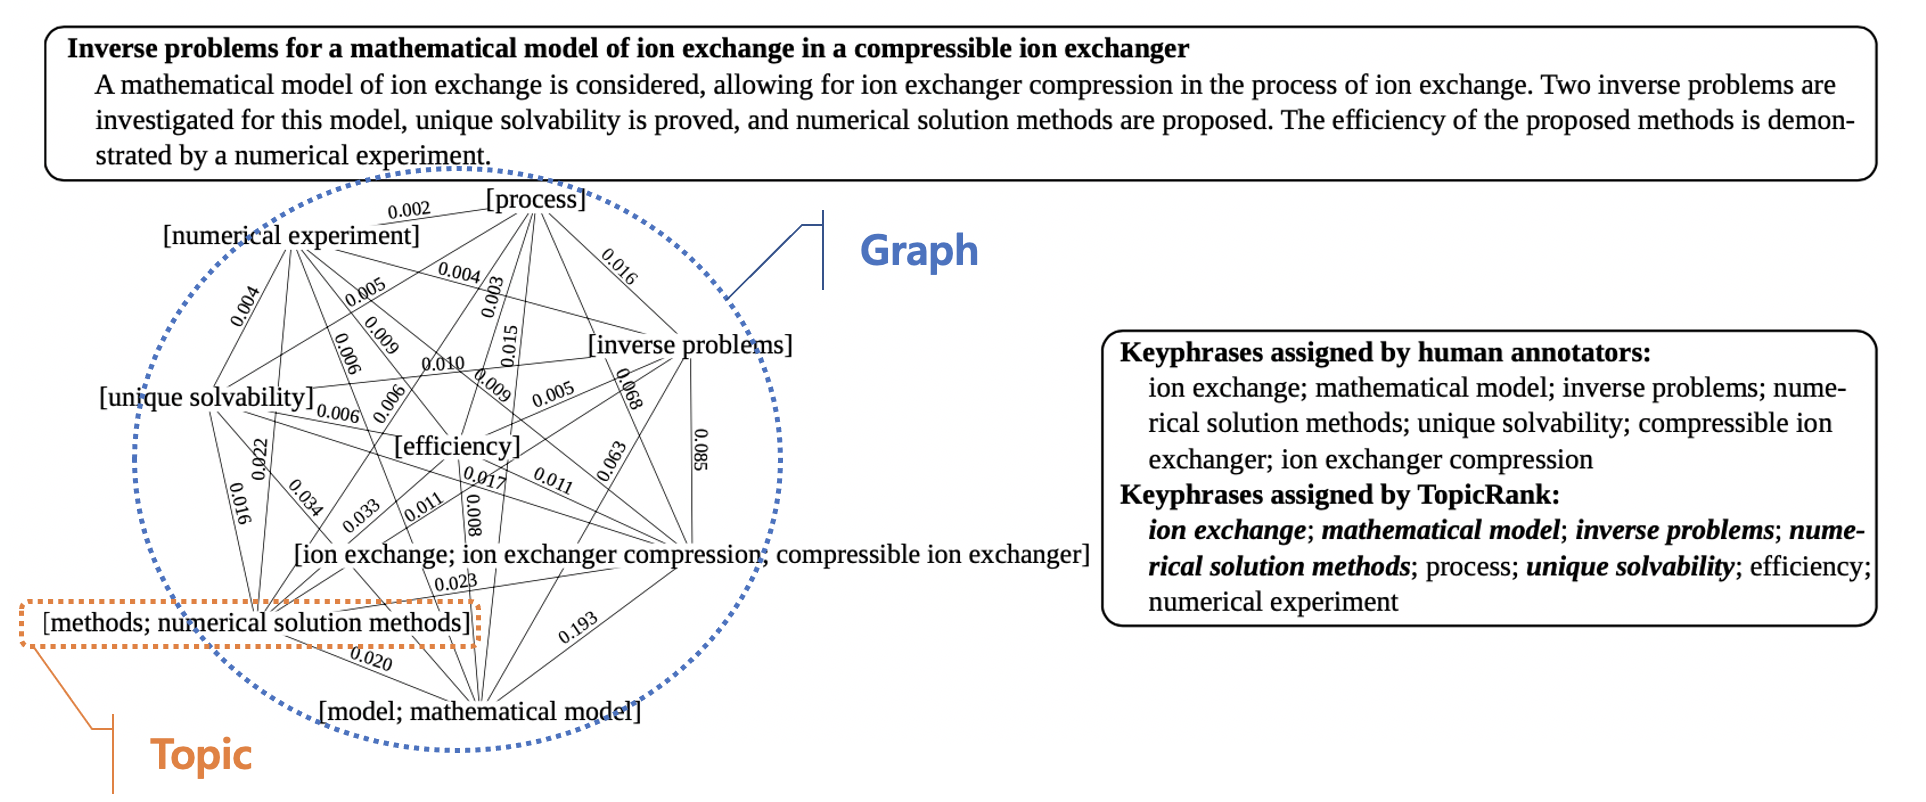 Inverse problems for a mathematical model of ion exchange in a compressible ion exchanger
A mathematical model of ion exchange is considered, allowing for ion exchanger compression in the process of ion exchange. Two inverse problems are
investigated for this model, unique solvability is proved, and numerical solution methods are proposed. The efficiency of the proposed methods is demon-
strated by a numerical experiment.
[process]
0.002
[numerical experiment]
Graph
0.016
0.004
0.003
0.005
0.004
0.009
0.006
0.015
[inverse problems]
0.010
0.009
0.005
0.068
[unique solvability]
0.006
0.006
[efficiency]
0.085
0.022
0.063
0.017
0.011
0.016
0.034
0.033
0.011
0.008
[ion exchange; ion exchanger compression, compressible ion exchanger]
0.023
[methods; numerical solution methods]
0.193
0.020
[model; mathematical model]
Topic
Keyphrases assigned by human annotators:
ion exchange; mathematical model; inverse problems; nume-
rical solution methods; unique solvability; compressible ion
exchanger; ion exchanger compression
Keyphrases assigned by TopicRank:
ion exchange; mathematical model; inverse problems; nume-
rical solution methods; process; unique solvability; efficiency;
numerical experiment